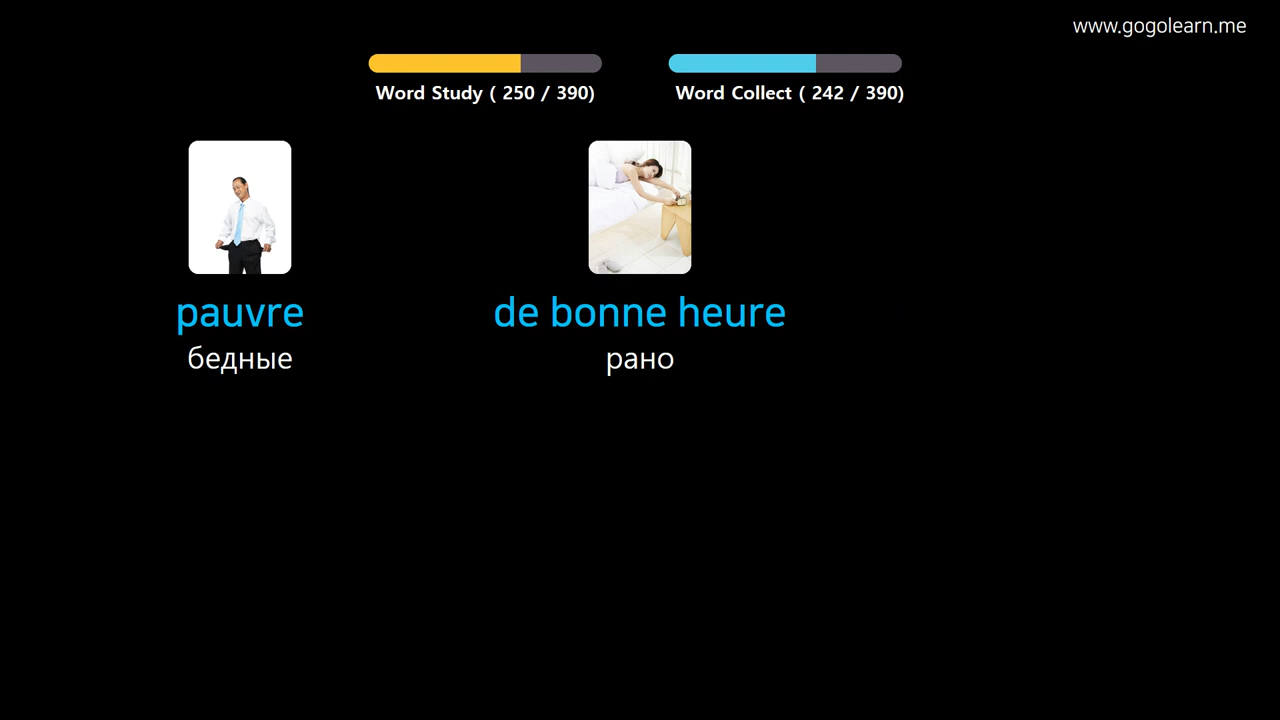 www.gogolearn.me
Word Study ( 250 / 390)
Word Collect ( 242 / 390)
pauvre
бедные
de bonne heure
рано